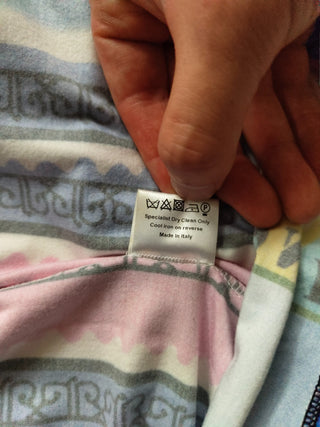 P
Specialist Dry Clean Only
Cool iron on reverse
Made in Italy